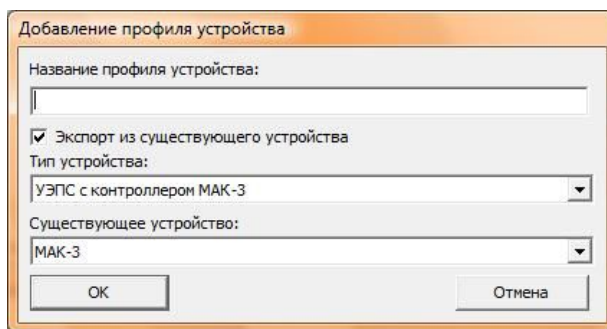 Добавление профиля устройства
Название профиля устройства:
Экспорт из существующего устройства
Тип устройства:
УЭПС с контроллером МАК-3
Существующее устройство:
МАК-3
ОК
Отмена